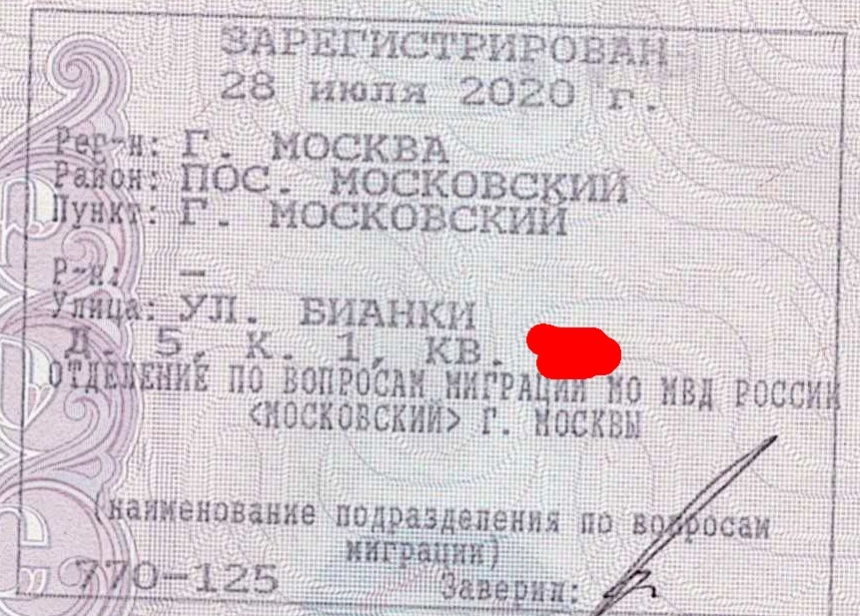 ЗАРЕГИСТРИРОВАН
28 июля 2020 г.
Рег-н: Г. МОСКВА
Район: ПОС. МОСКОВСКИЙ
Пункт: Г. МОСКОВСКИЙ
Р-н: —
Улица: УЛ. БИАНКИ
Д. 5, К. 1, КВ.
ОТДЕЛЕНИЕ ПО ВОПРОСАМ МИГРАЦИИ МО МВД РОССИИ
<МОСКОВСКИЙ> Г. МОСКВЫ
(наименование подразделения по вопросам
миграции)
770-125 Заверил: